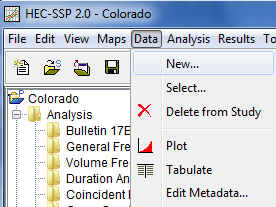 HEC-SSP 2.0 - Colorado
File Edit View Maps Data Analysis Results
New...
Select...
Delete from Study
Plot
Tabulate
Edit Metadata...
Colorado
Analysis
Bulletin 17
General Fre
Volume Fre
Duration An
Coincident